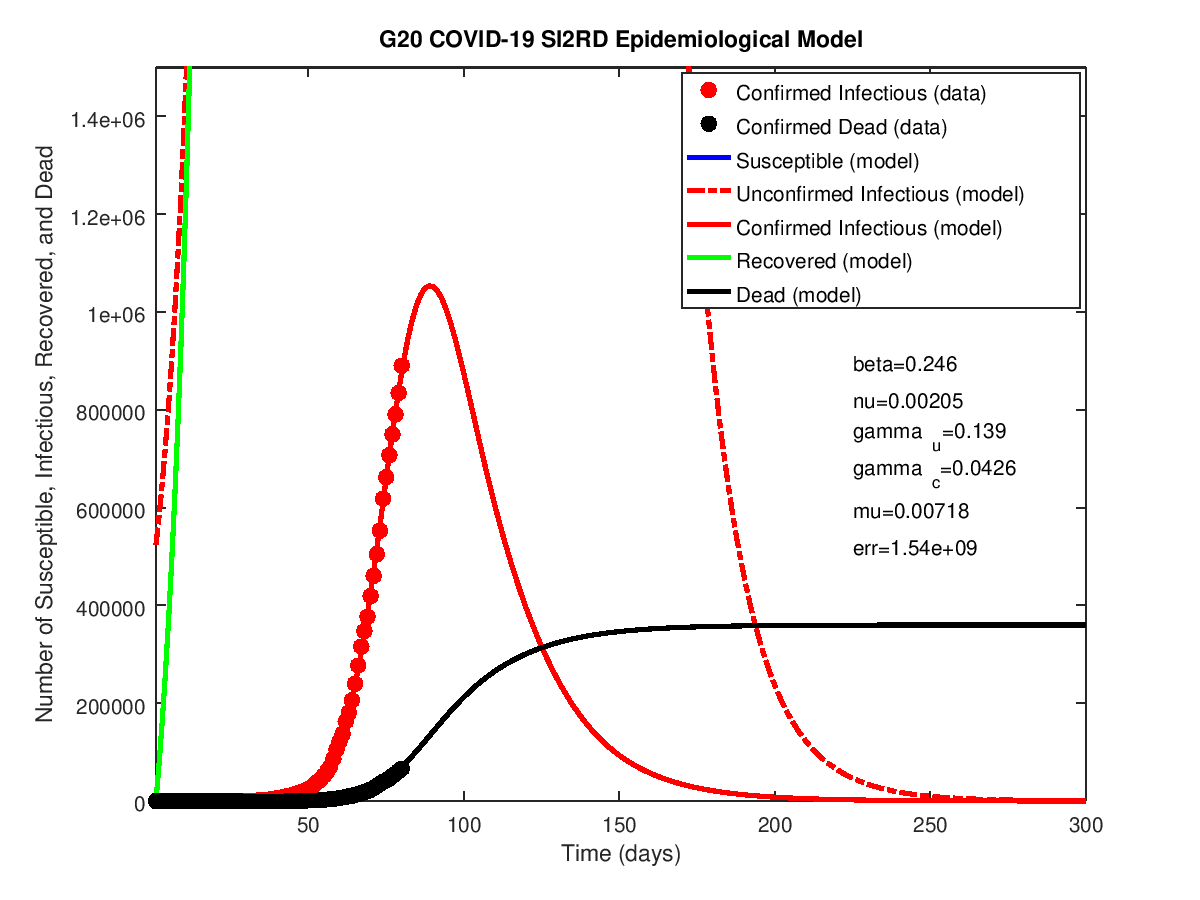 G20 COVID-19 SI2RD Epidemiological Model
Number of Susceptible, Infectious, Recovered, and Dead
1.4e+06
1.2e+06
1e+06
800000
600000
400000
200000
0
Confirmed Infectious (data)
Confirmed Dead (data)
Susceptible (model)
Unconfirmed Infectious (model)
Confirmed Infectious (model)
Recovered (model)
Dead (model)
beta=0.246
nu=0.00205
gamma u=0.139
gamma c=0.0426
mu=0.00718
err=1.54e+09
50 100 150 200 250 300
Time (days)